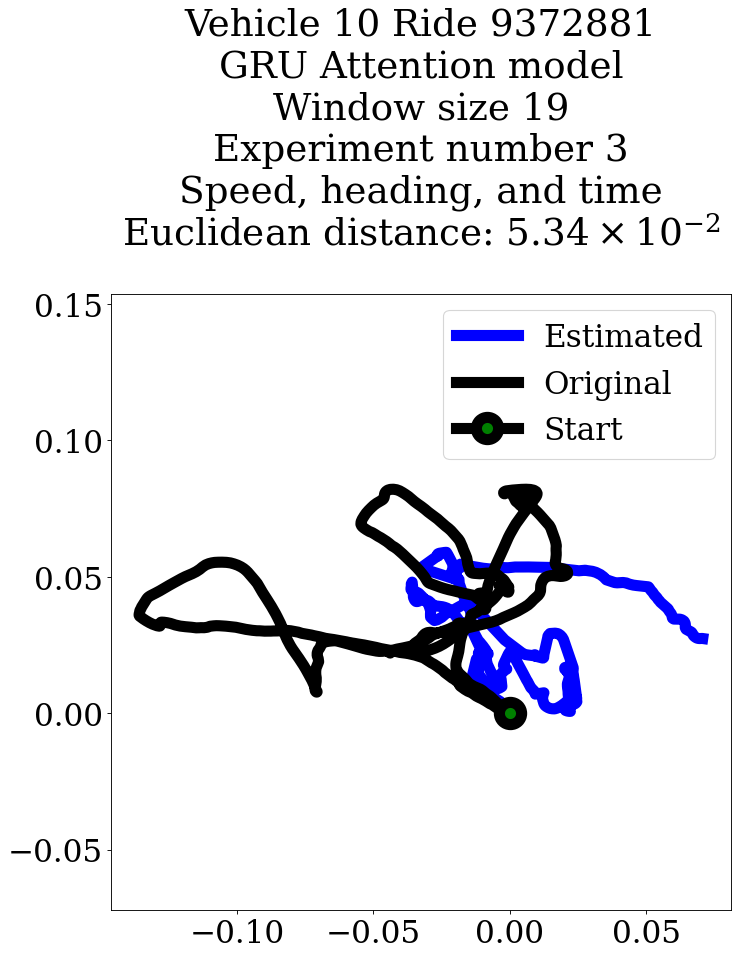 Vehicle 10 Ride 9372881
GRU Attention model
Window size 19
Experiment number 3
Speed, heading, and time
Euclidean distance: 5.34 × 10⁻²
0.15
0.10
0.05
0.00
−0.05
Estimated
Original
Start
−0.10
−0.05
0.00
0.05